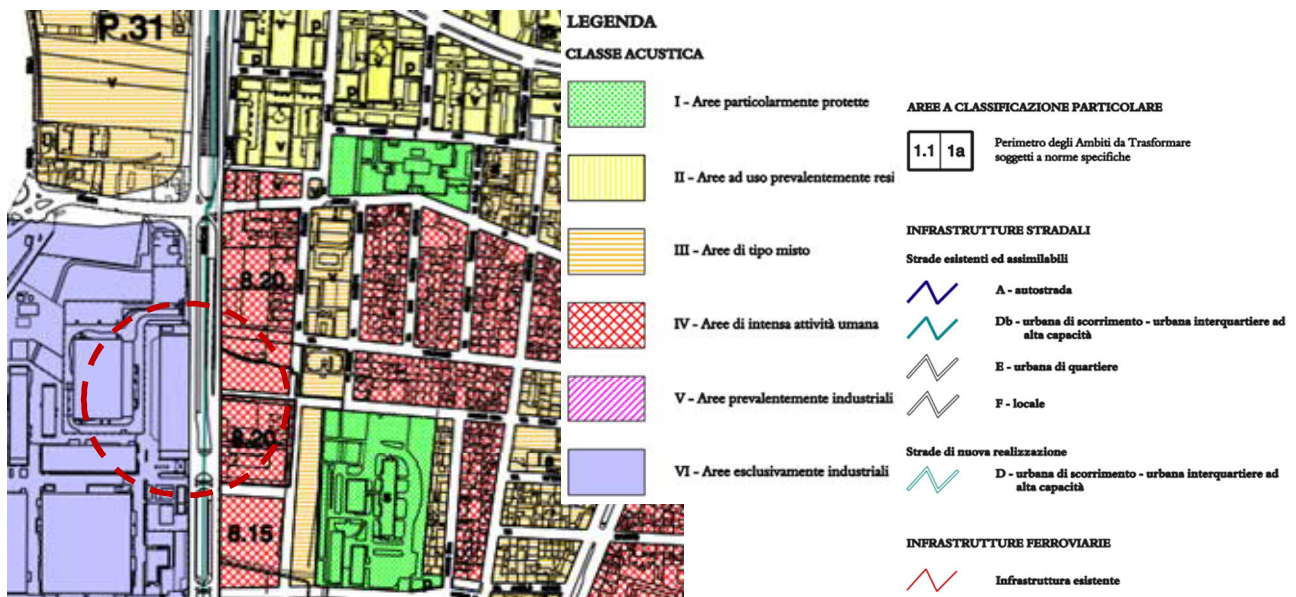 P.31
8.20
8.20
8.15
S
LEGENDA
CLASSE ACUSTICA
I - Aree particolarmente protette
II - Aree ad uso prevalentemente resi
III - Aree di tipo misto
IV - Aree di intensa attività umana
V - Aree prevalentemente industriali
VI - Aree esclusivamente industriali
AREE A CLASSIFICAZIONE PARTICOLARE
1.1 1a
Perimetro degli Ambiti da Trasformare
soggetti a norme specifiche
INFRASTRUTTURE STRADALI
Strade esistenti ed assimilabili
A - autostrada
Db - urbana di scorrimento - urbana interquartiere ad
alta capacità
E - urbana di quartiere
F - locale
Strade di nuova realizzazione
D - urbana di scorrimento - urbana interquartiere ad
alta capacità
INFRASTRUTTURE FERROVIARIE
Infrastruttura esistente